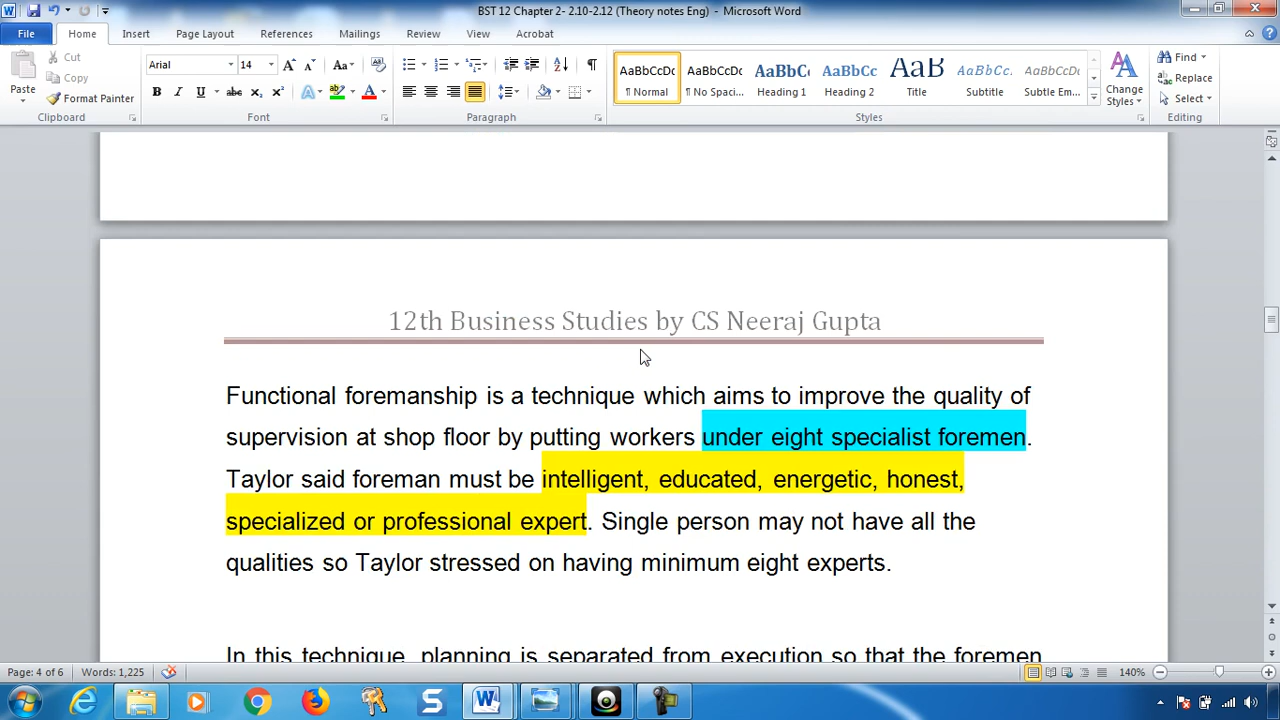 BST 12 Chapter 2- 2.10-2.12 (Theory notes Eng) - Microsoft Word
File Home Insert Page Layout References Mailings Review View Acrobat
Paste
Cut
Copy
Format Painter
Clipboard
Arial 14
Font
Paragraph
AaBbCcDc AaBbCcDc AaBbCc AaBbCc AaB AaBbCcDc AaBbCcDc
¶ Normal ¶ No Spaci... Heading 1 Heading 2 Title Subtitle Subtle Em...
Change
Styles
Styles
Find
Replace
Select
Editing
12th Business Studies by CS Neeraj Gupta
Functional foremanship is a technique which aims to improve the quality of
supervision at shop floor by putting workers under eight specialist foremen.
Taylor said foreman must be intelligent, educated, energetic, honest,
specialized or professional expert. Single person may not have all the
qualities so Taylor stressed on having minimum eight experts.
In this technique, planning is separated from execution so that the foremen
Page: 4 of 6 Words: 1,225 140%